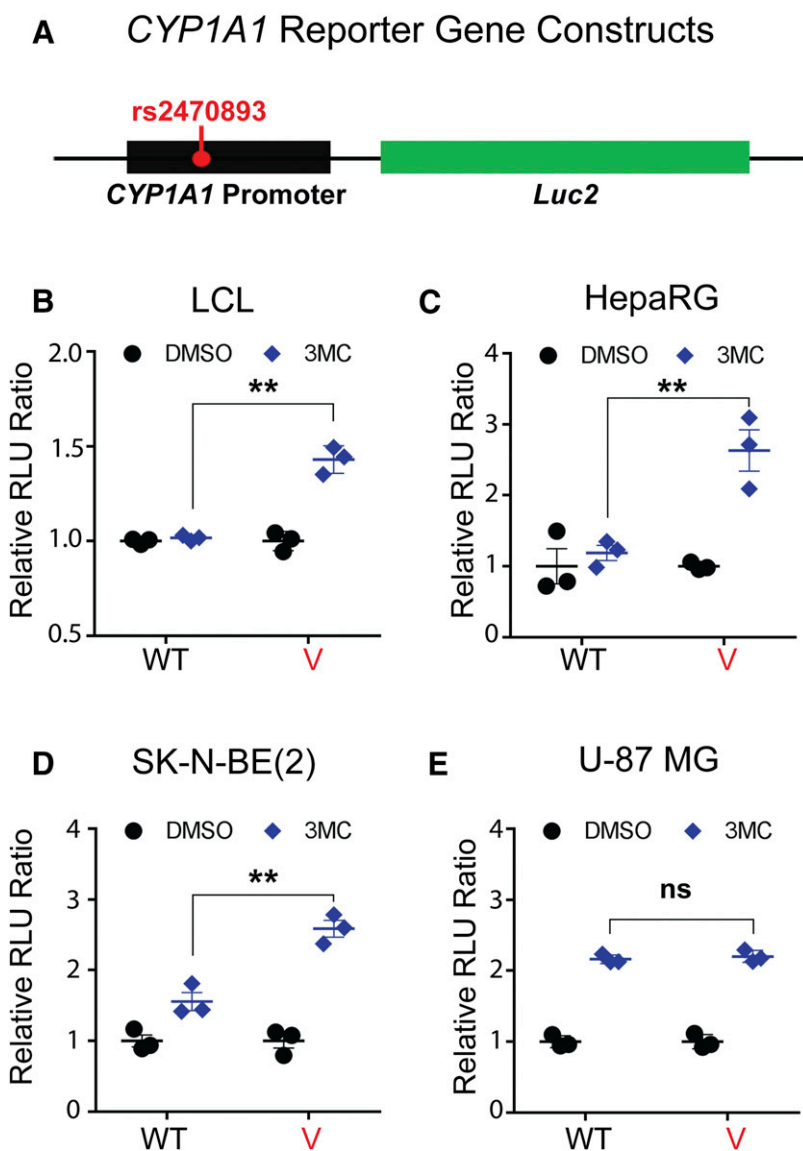 A CYP1A1 Reporter Gene Constructs
rs2470893
CYP1A1 Promoter
Luc2
B LCL
DMSO 3MC
Relative RLU Ratio
2.0
1.5
1.0
0.5
**
WT V
C HepaRG
DMSO 3MC
Relative RLU Ratio
4
3
2
1
0
**
WT V
D SK-N-BE(2)
DMSO 3MC
Relative RLU Ratio
4
3
2
1
0
**
WT V
E U-87 MG
DMSO 3MC
Relative RLU Ratio
4
3
2
1
0
ns
WT V